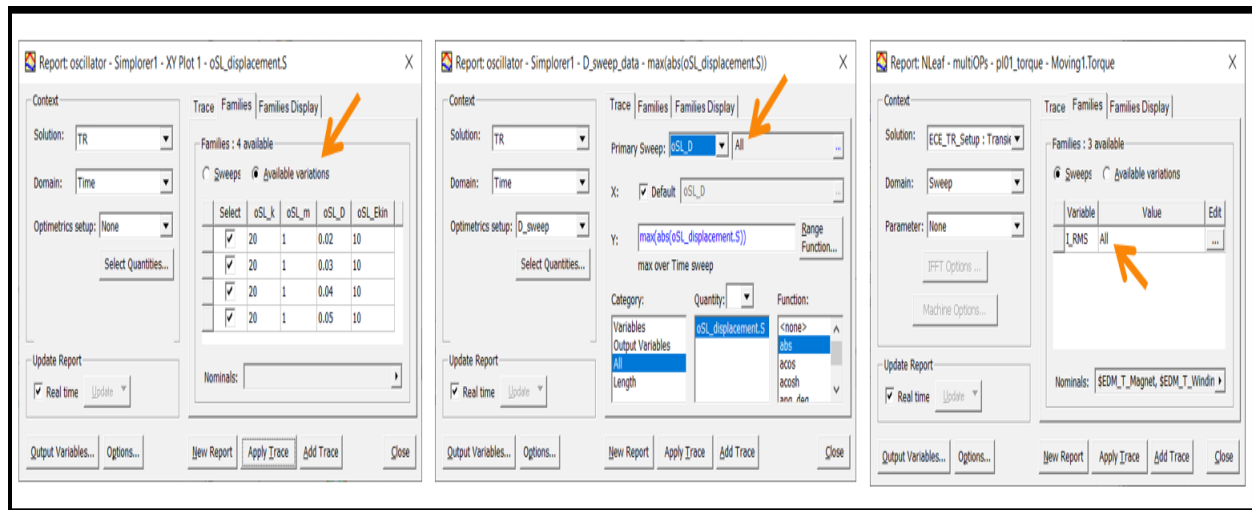 Report: oscillator - Simplorer1 - XY Plot 1 - oSL_displacement.S
Context
Solution: TR
Domain: Time
Optimetrics setup: None
Select Quantities...
Update Report
Real time Update
Output Variables... Options...
Trace Families Families Display
Families : 4 available
Sweeps Available variations
Select oSL_k oSL_m oSL_D oSL_Ekin
20 1 0.02 10
20 1 0.03 10
20 1 0.04 10
20 1 0.05 10
Nominals:
New Report Apply Trace Add Trace Close
Report: oscillator - Simplorer1 - D_sweep_data - max(abs(oSL_displacement.S))
Context
Solution: TR
Domain: Time
Optimetrics setup: D_sweep
Select Quantities...
Update Report
Real time Update
Output Variables... Options...
Trace Families Families Display
Primary Sweep: oSL_D All ...
X: Default oSL_D ...
Y: max(abs(oSL_displacement.S)) Range
Function...
max over Time sweep
Category: Quantity: Function:
Variables oSL_displacement.S <none>
Output Variables abs
All acos
Length acosh
ang_deg
New Report Apply Trace Add Trace Close
Report: NLeaf - multiOPs - pl01_torque - Moving1.Torque
Context
Solution: ECE_TR_Setup : Transie
Domain: Sweep
Parameter: None
IFFT Options ...
Machine Options...
Update Report
Real time Update
Output Variables... Options...
Trace Families Families Display
Families : 3 available
Sweeps Available variations
Variable Value Edit
I_RMS All ...
Nominals: $EDM_T_Magnet, $EDM_T_Windin
New Report Apply Trace Add Trace Close